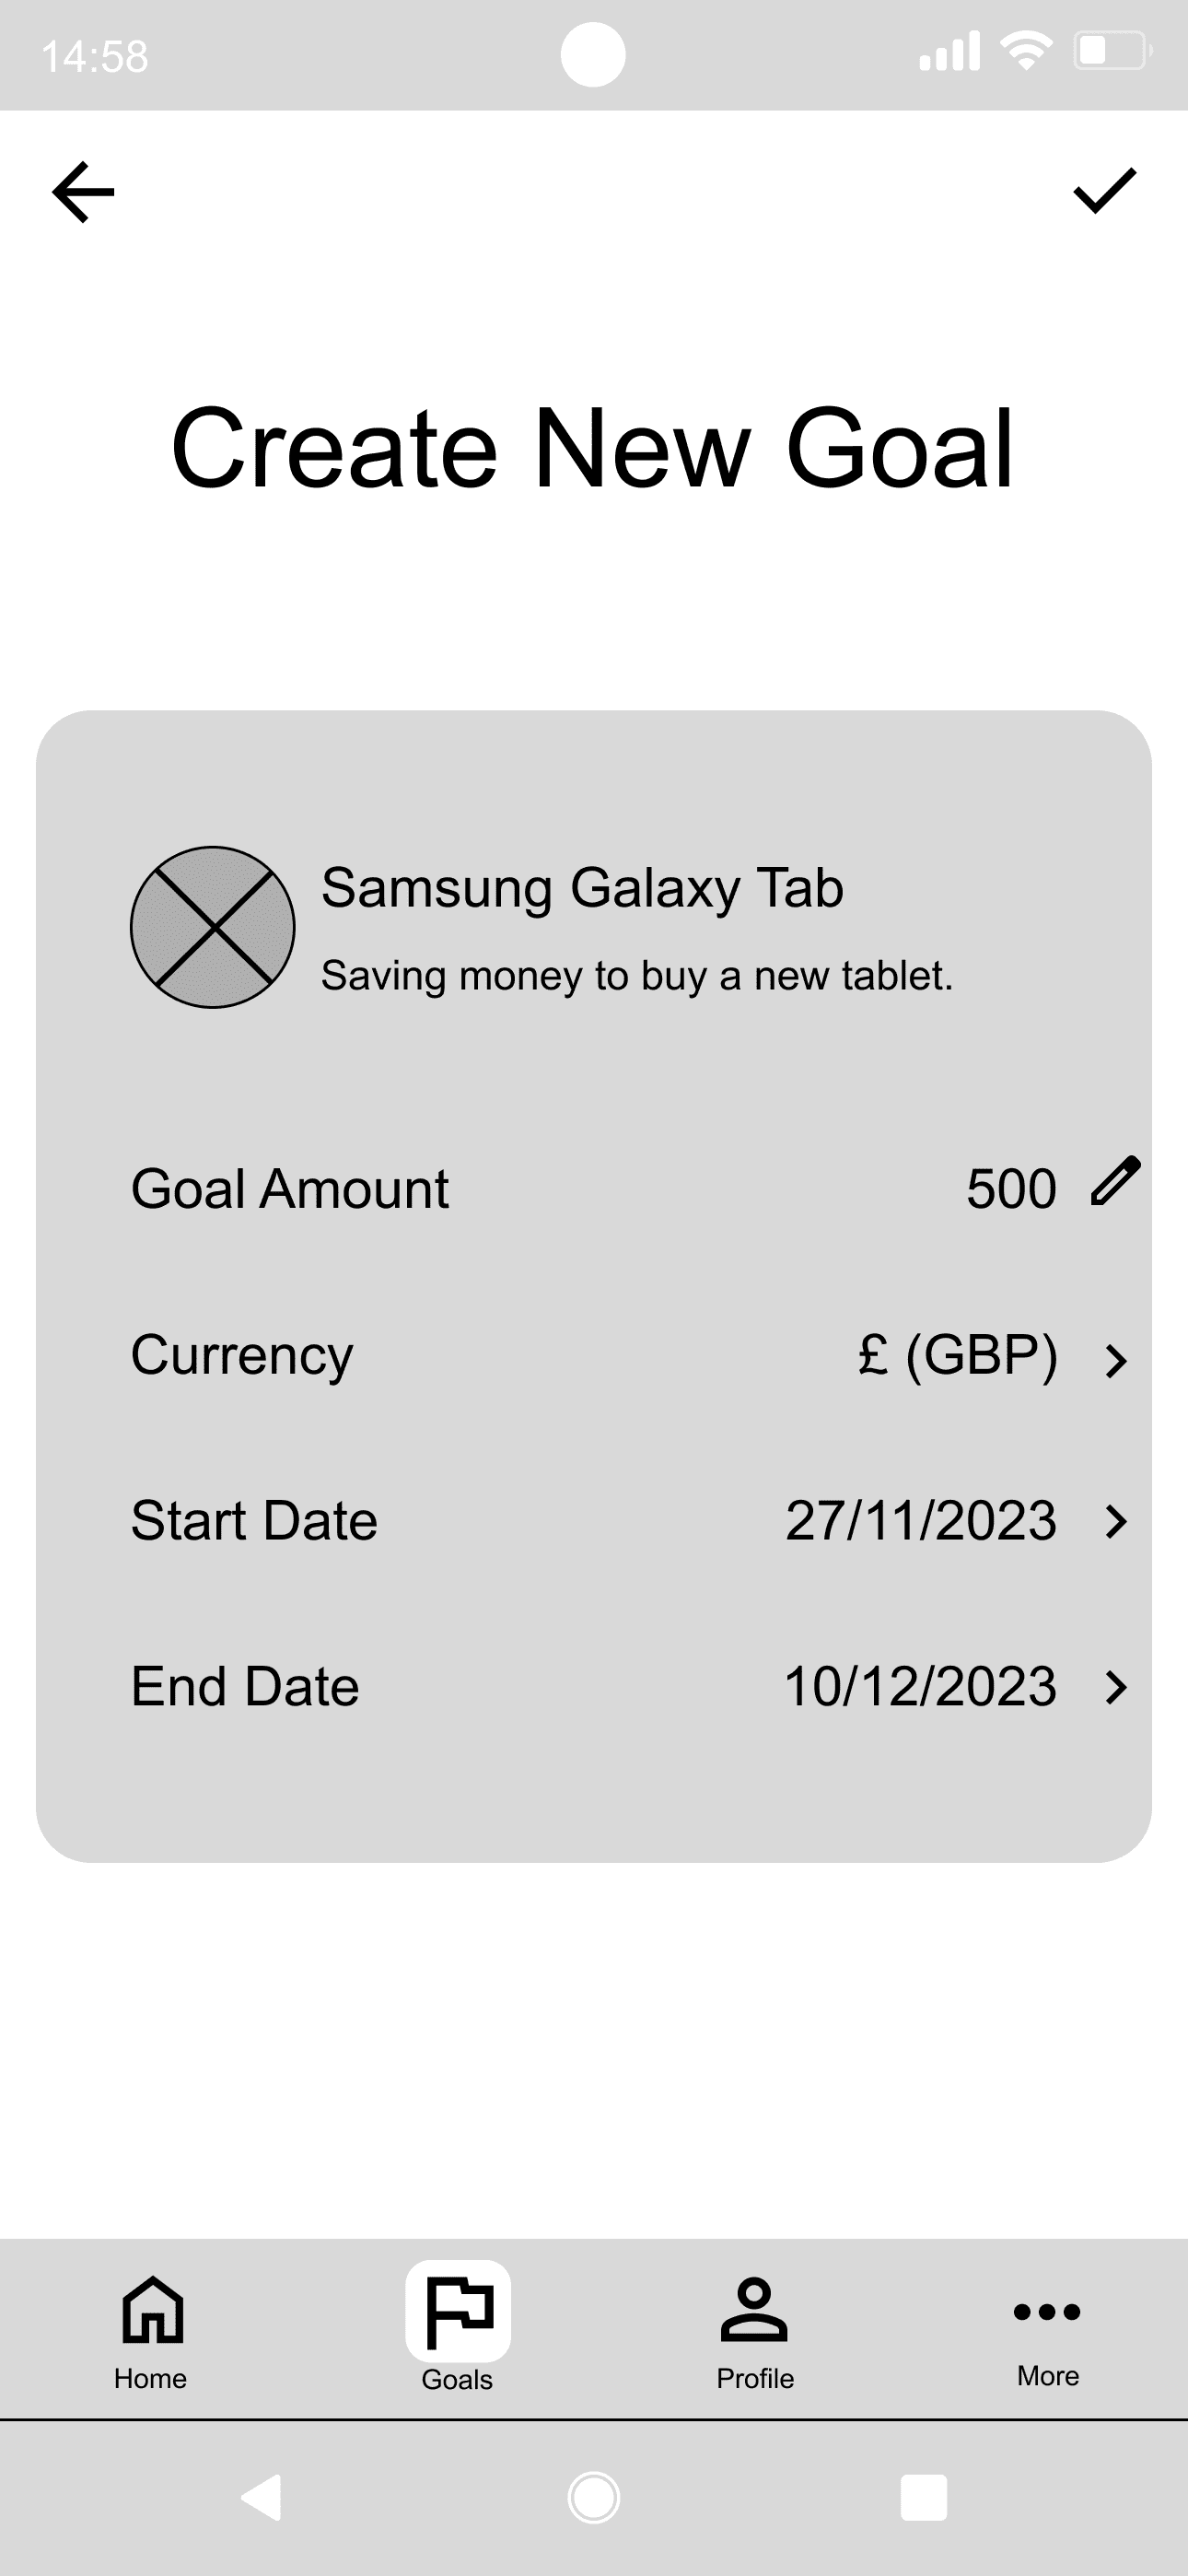 14:58
Create New Goal
Samsung Galaxy Tab
Saving money to buy a new tablet.
Goal Amount 500
Currency £ (GBP)
Start Date 27/11/2023
End Date 10/12/2023
Home Goals Profile More